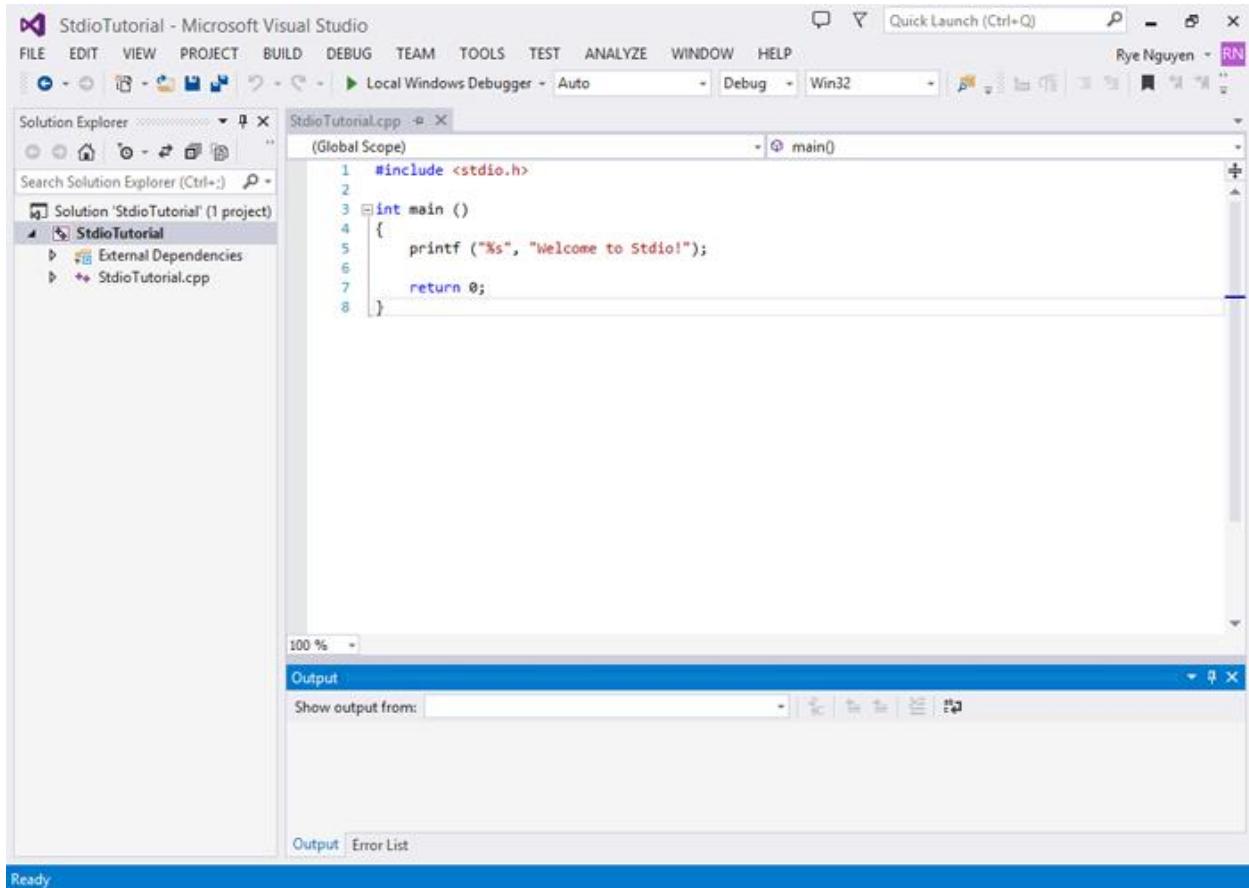 StdioTutorial - Microsoft Visual Studio
Quick Launch (Ctrl+Q)
FILE EDIT VIEW PROJECT BUILD DEBUG TEAM TOOLS TEST ANALYZE WINDOW HELP
Rye Nguyen RN
Local Windows Debugger Auto Debug Win32
Solution Explorer
StdioTutorial.cpp
(Global Scope)
main()
Search Solution Explorer (Ctrl+;)
Solution 'StdioTutorial' (1 project)
StdioTutorial
External Dependencies
StdioTutorial.cpp
1 #include <stdio.h>
2
3 int main ()
4 {
5 printf ("%s", "Welcome to Stdio!");
6
7 return 0;
8 }
100 %
Output
Show output from:
Output Error List
Ready